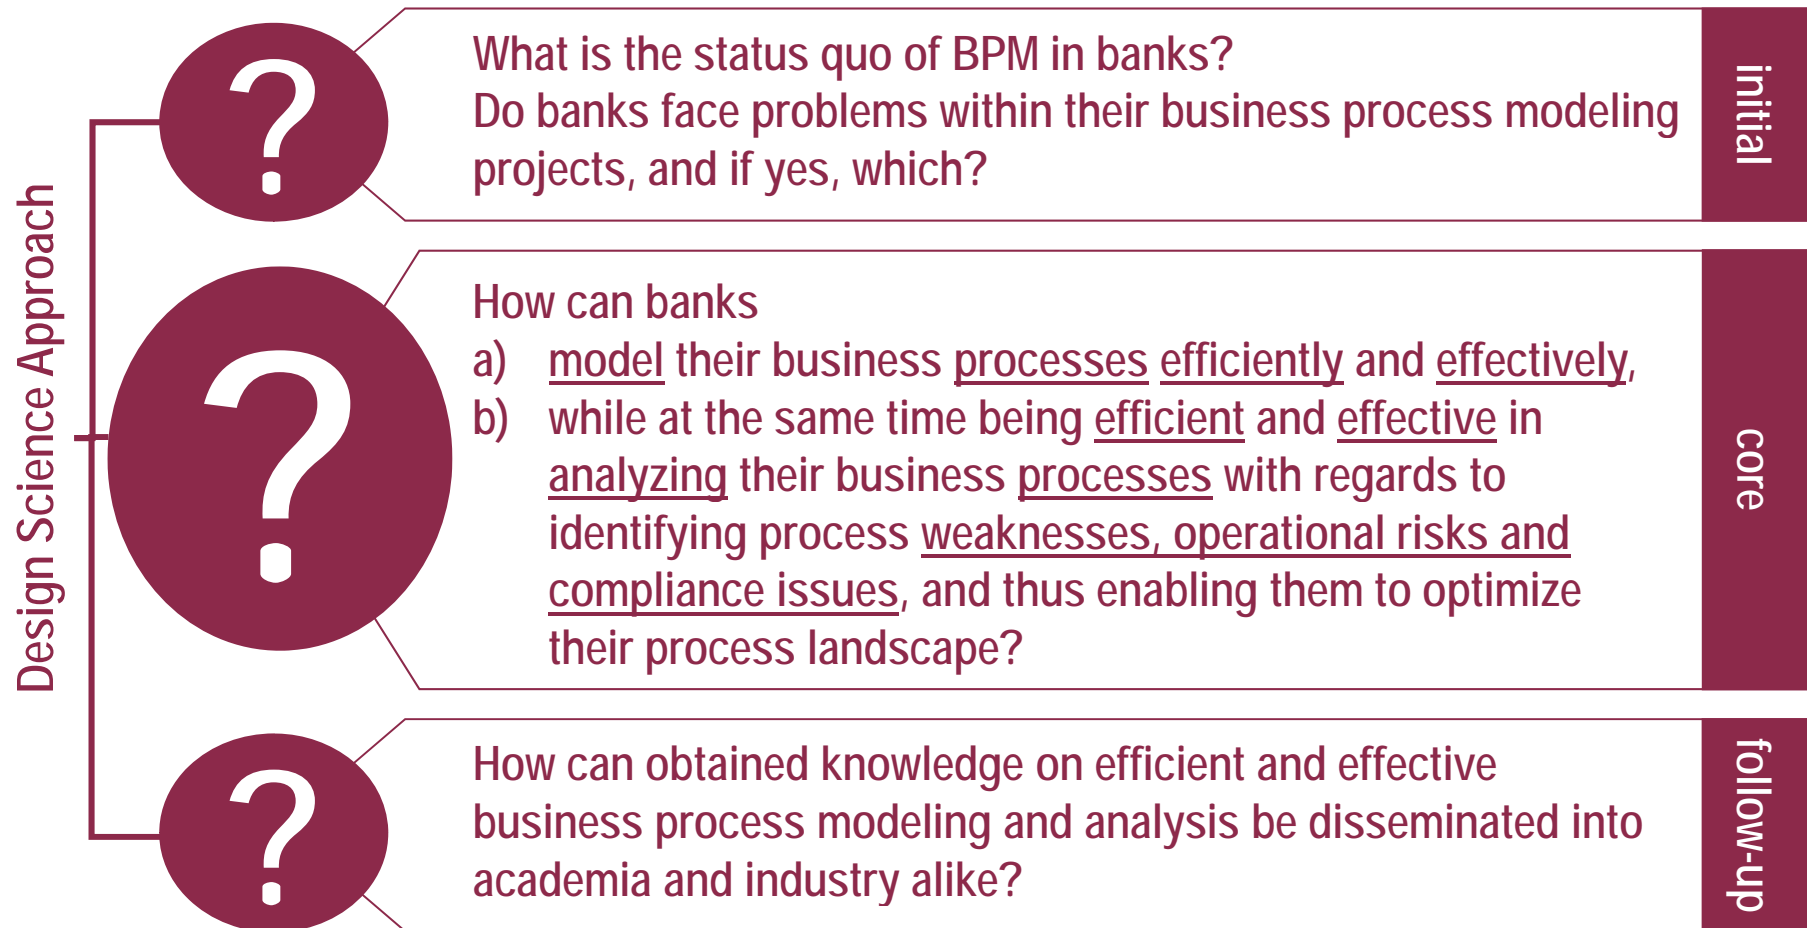 Design Science Approach
?
What is the status quo of BPM in banks?
Do banks face problems within their business process modeling
projects, and if yes, which?
initial
?
How can banks
a) model their business processes efficiently and effectively,
b) while at the same time being efficient and effective in
analyzing their business processes with regards to
identifying process weaknesses, operational risks and
compliance issues, and thus enabling them to optimize
their process landscape?
core
?
How can obtained knowledge on efficient and effective
business process modeling and analysis be disseminated into
academia and industry alike?
follow-up